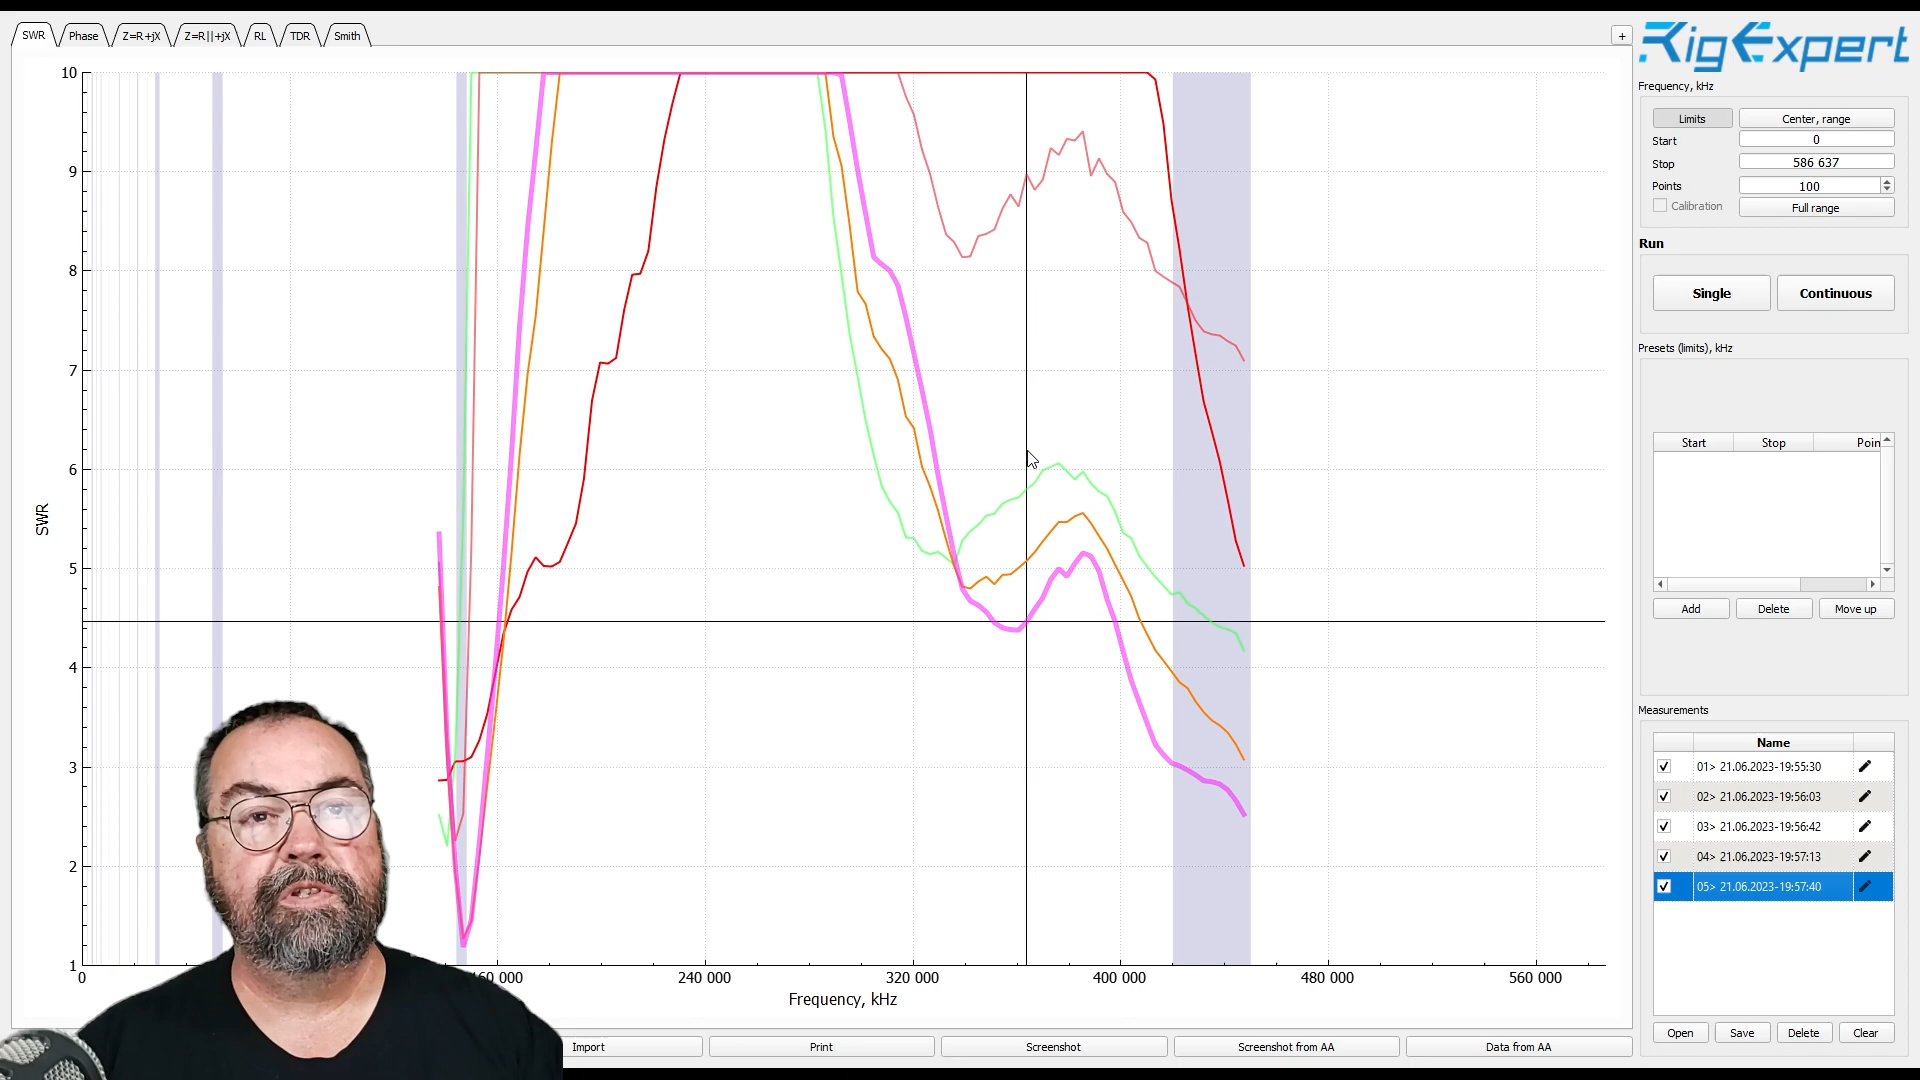 SWR Phase Z=R+jX Z=R||+jX RL TDR Smith +
RigExpert
Frequency, kHz
Limits Center, range
Start 0
Stop 586 637
Points 100
Calibration Full range
Run
Single Continuous
Presets (limits), kHz
Start Stop Poin
Add Delete Move up
Measurements
Name
01> 21.06.2023-19:55:30
02> 21.06.2023-19:56:03
03> 21.06.2023-19:56:42
04> 21.06.2023-19:57:13
05> 21.06.2023-19:57:40
Open Save Delete Clear
10
9
8
7
6
5
4
3
2
1
SWR
0 60 000 240 000 320 000 400 000 480 000 560 000
Frequency, kHz
Import Print Screenshot Screenshot from AA Data from AA